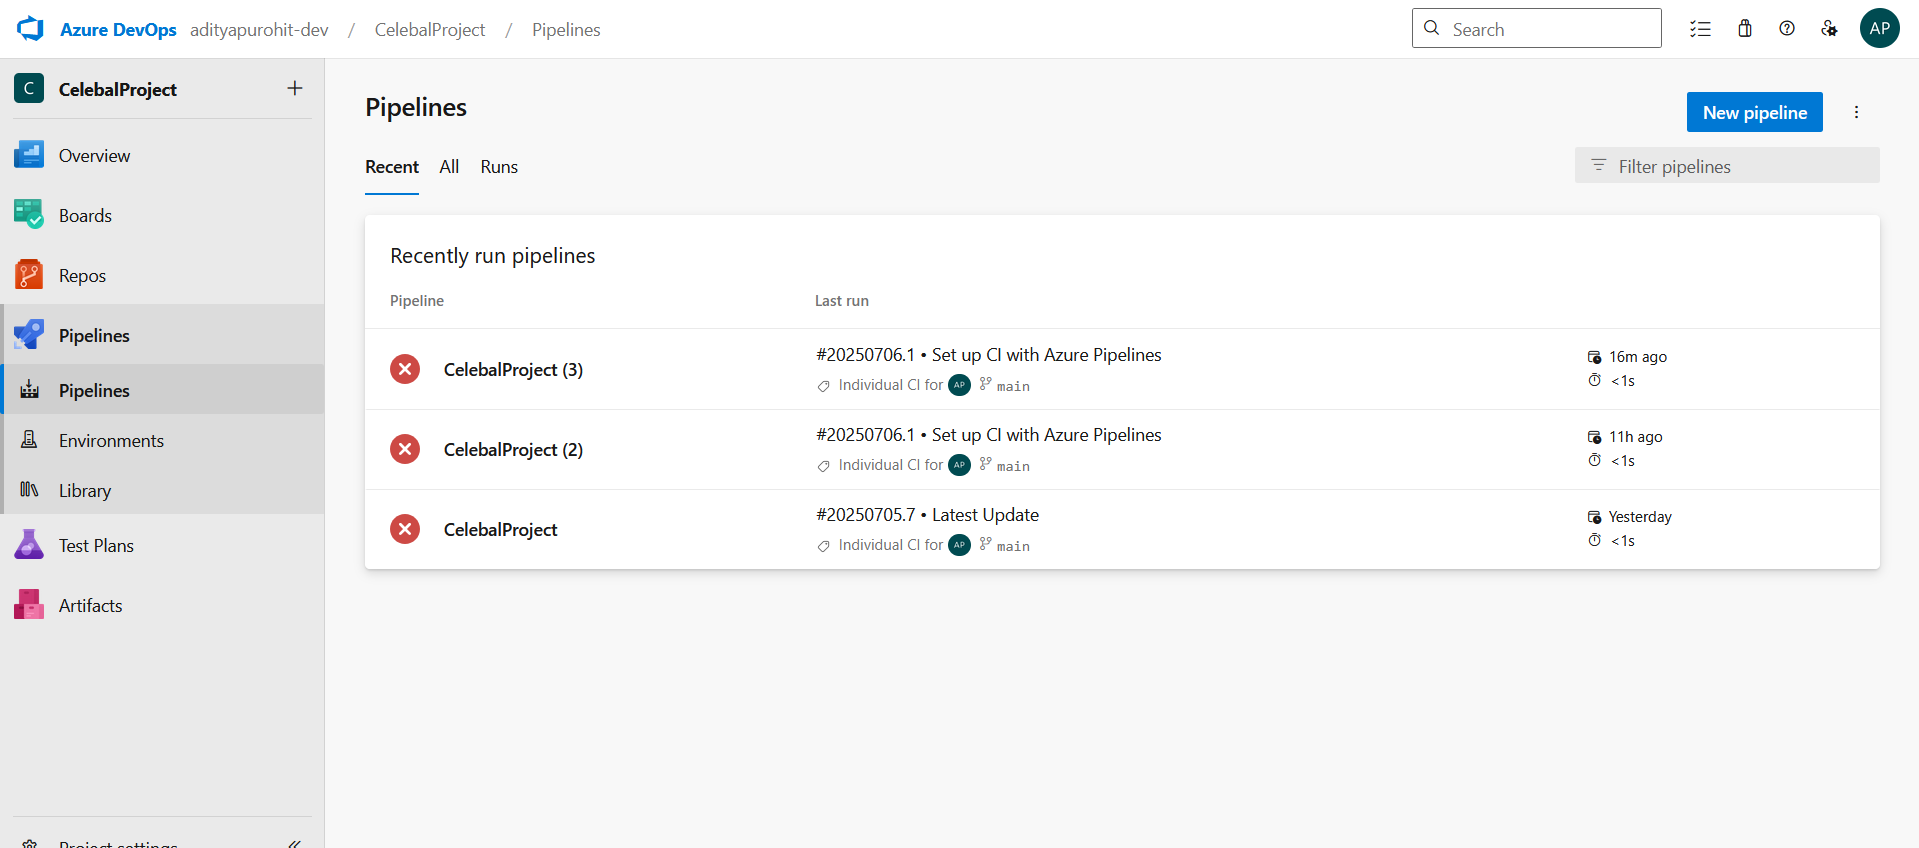 Azure DevOps adityapurohit-dev / CelebalProject / Pipelines
Search
AP
C CelebalProject
Overview
Boards
Repos
Pipelines
Pipelines
Environments
Library
Test Plans
Artifacts
Project settings
Pipelines
New pipeline
Recent All Runs
Filter pipelines
Recently run pipelines
Pipeline Last run
CelebalProject (3)
#20250706.1 • Set up CI with Azure Pipelines
Individual CI for AP main
16m ago
<1s
CelebalProject (2)
#20250706.1 • Set up CI with Azure Pipelines
Individual CI for AP main
11h ago
<1s
CelebalProject
#20250705.7 • Latest Update
Individual CI for AP main
Yesterday
<1s